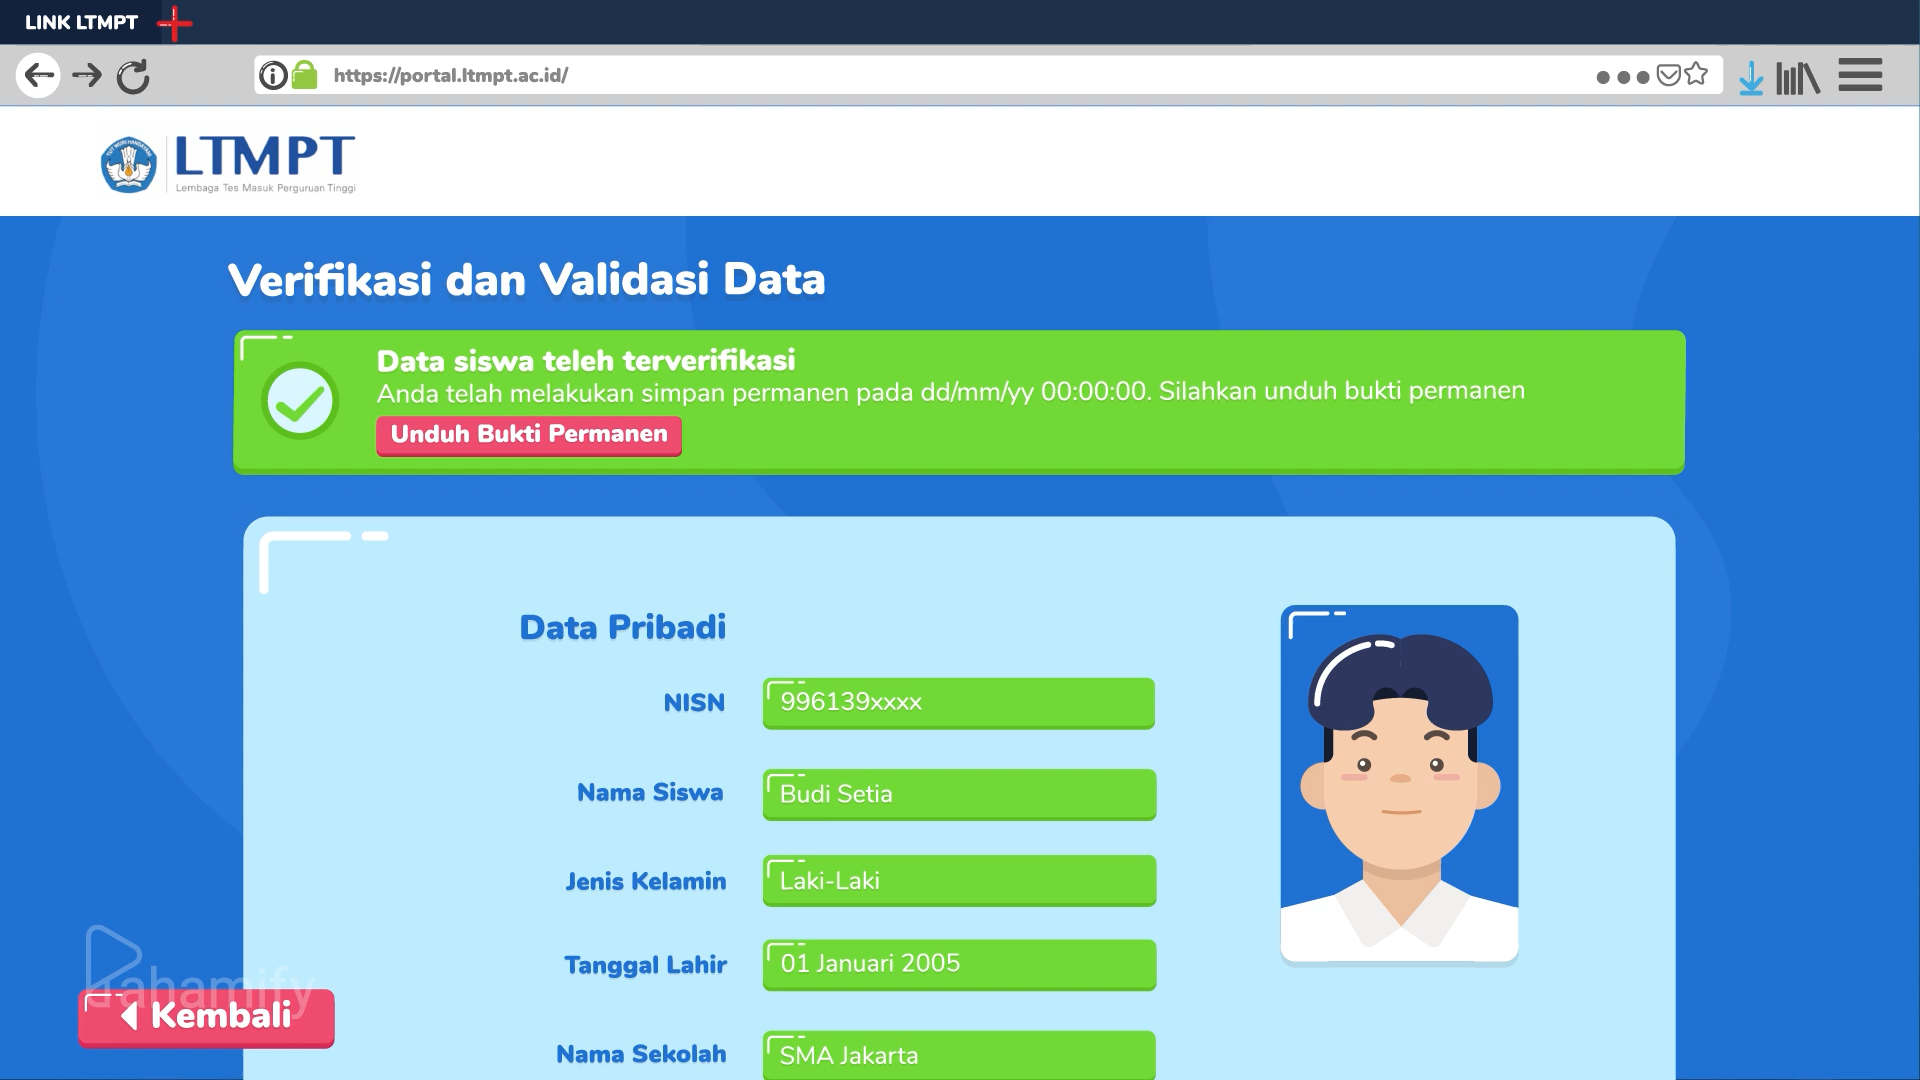 LINK LTMPT
https://portal.ltmpt.ac.id/
LTMPT
Lembaga Tes Masuk Perguruan Tinggi
Verifikasi dan Validasi Data
Data siswa teleh terverifikasi
Anda telah melakukan simpan permanen pada dd/mm/yy 00:00:00. Silahkan unduh bukti permanen
Unduh Bukti Permanen
Data Pribadi
NISN 996139xxxx
Nama Siswa Budi Setia
Jenis Kelamin Laki-Laki
Tanggal Lahir 01 Januari 2005
Pahamify
Kembali
Nama Sekolah SMA Jakarta